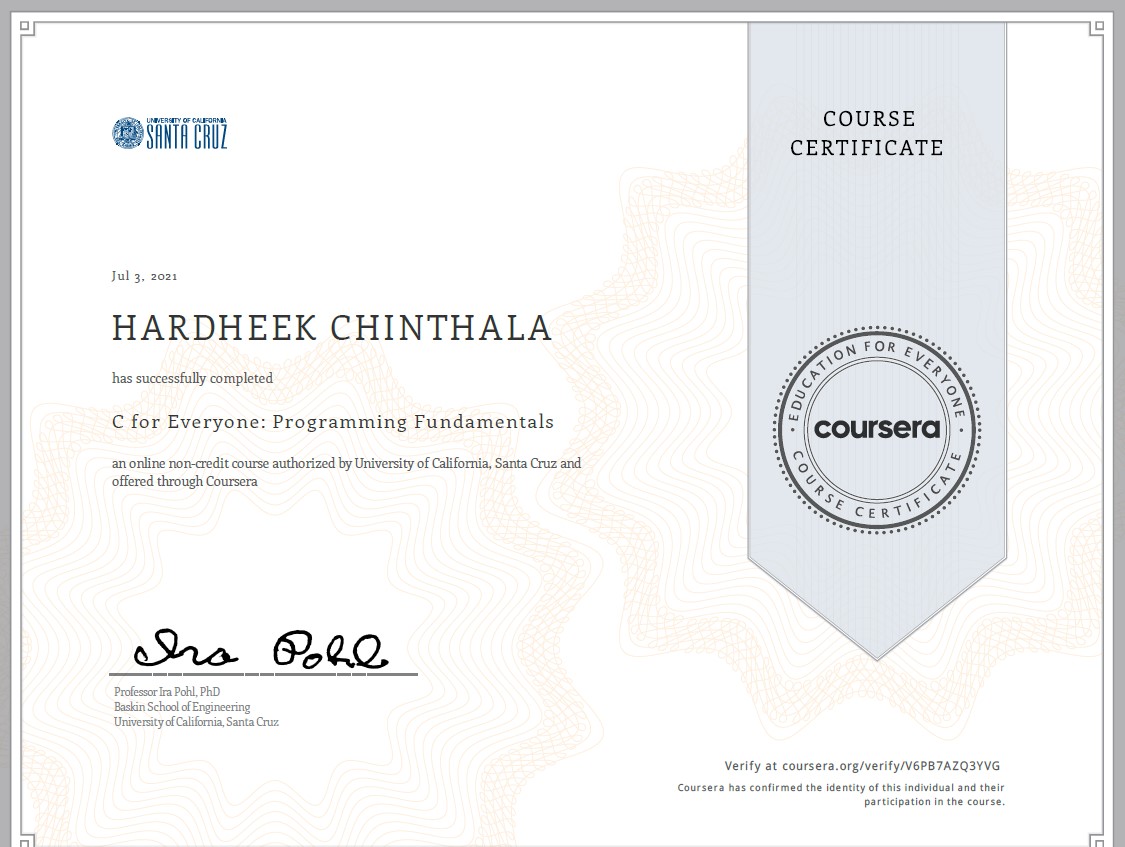 UNIVERSITY OF CALIFORNIA
SANTA CRUZ
COURSE
CERTIFICATE
Jul 3, 2021
HARDHEEK CHINTHALA
has successfully completed
C for Everyone: Programming Fundamentals
an online non-credit course authorized by University of California, Santa Cruz and
offered through Coursera
EDUCATION FOR EVERYONE
coursera
COURSE CERTIFICATE
Ira Pohl
Professor Ira Pohl, PhD
Baskin School of Engineering
University of California, Santa Cruz
Verify at coursera.org/verify/V6PB7AZQ3YVG
Coursera has confirmed the identity of this individual and their
participation in the course.